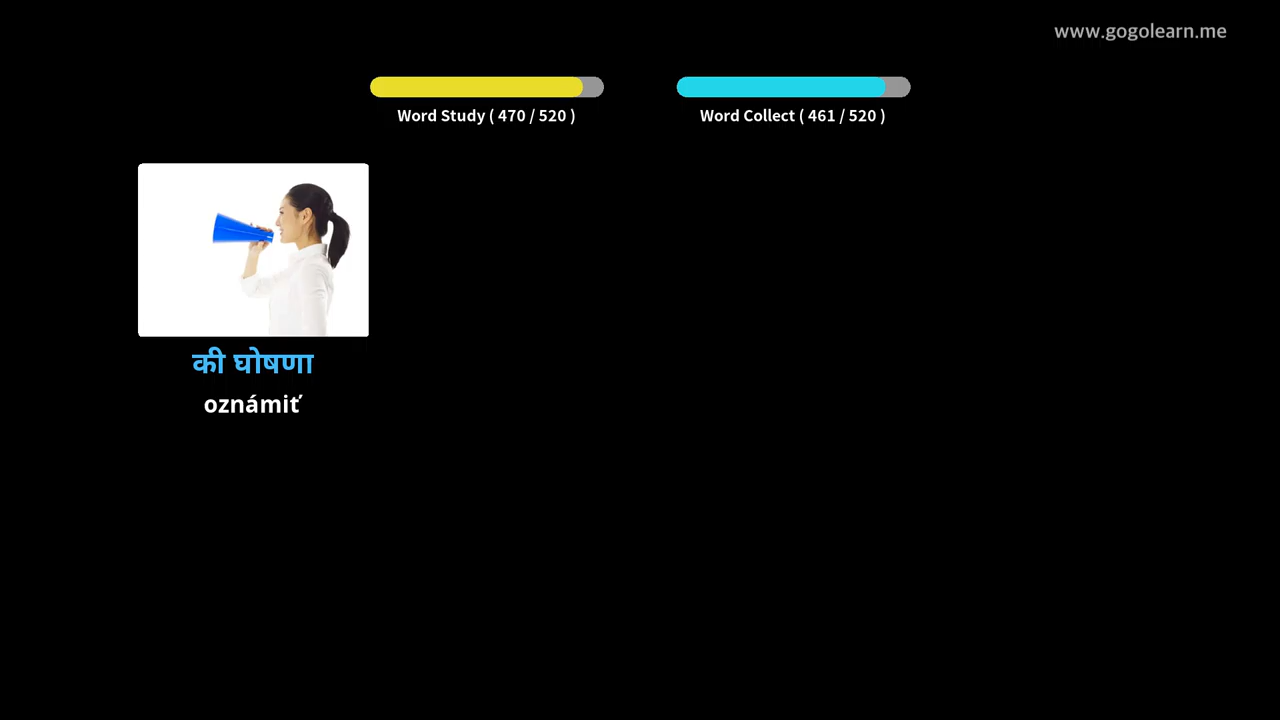 www.gogolearn.me
Word Study ( 470 / 520 )
Word Collect ( 461 / 520 )
की घोषणा
oznámiť